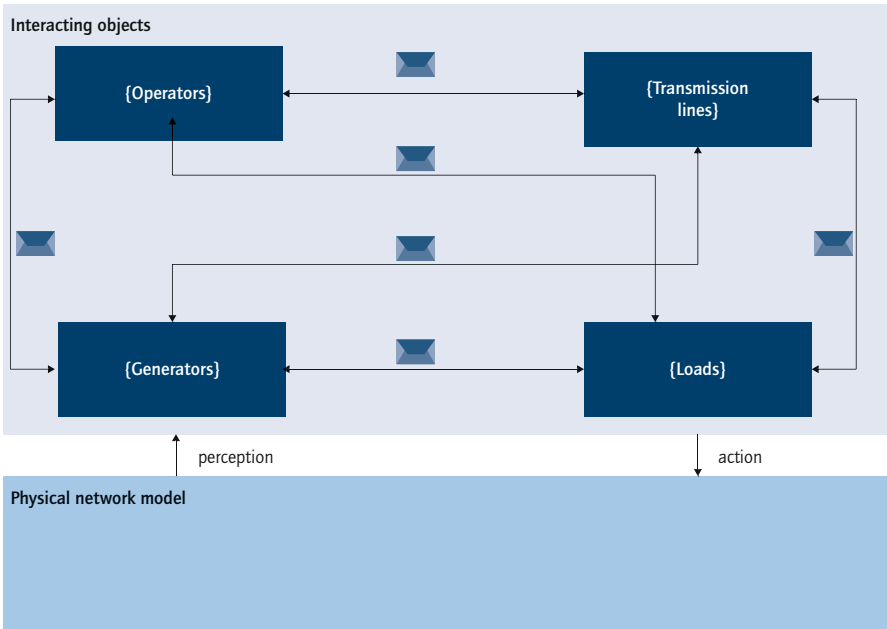 Interacting objects
{Operators}
{Transmission
lines}
{Generators}
{Loads}
perception
action
Physical network model